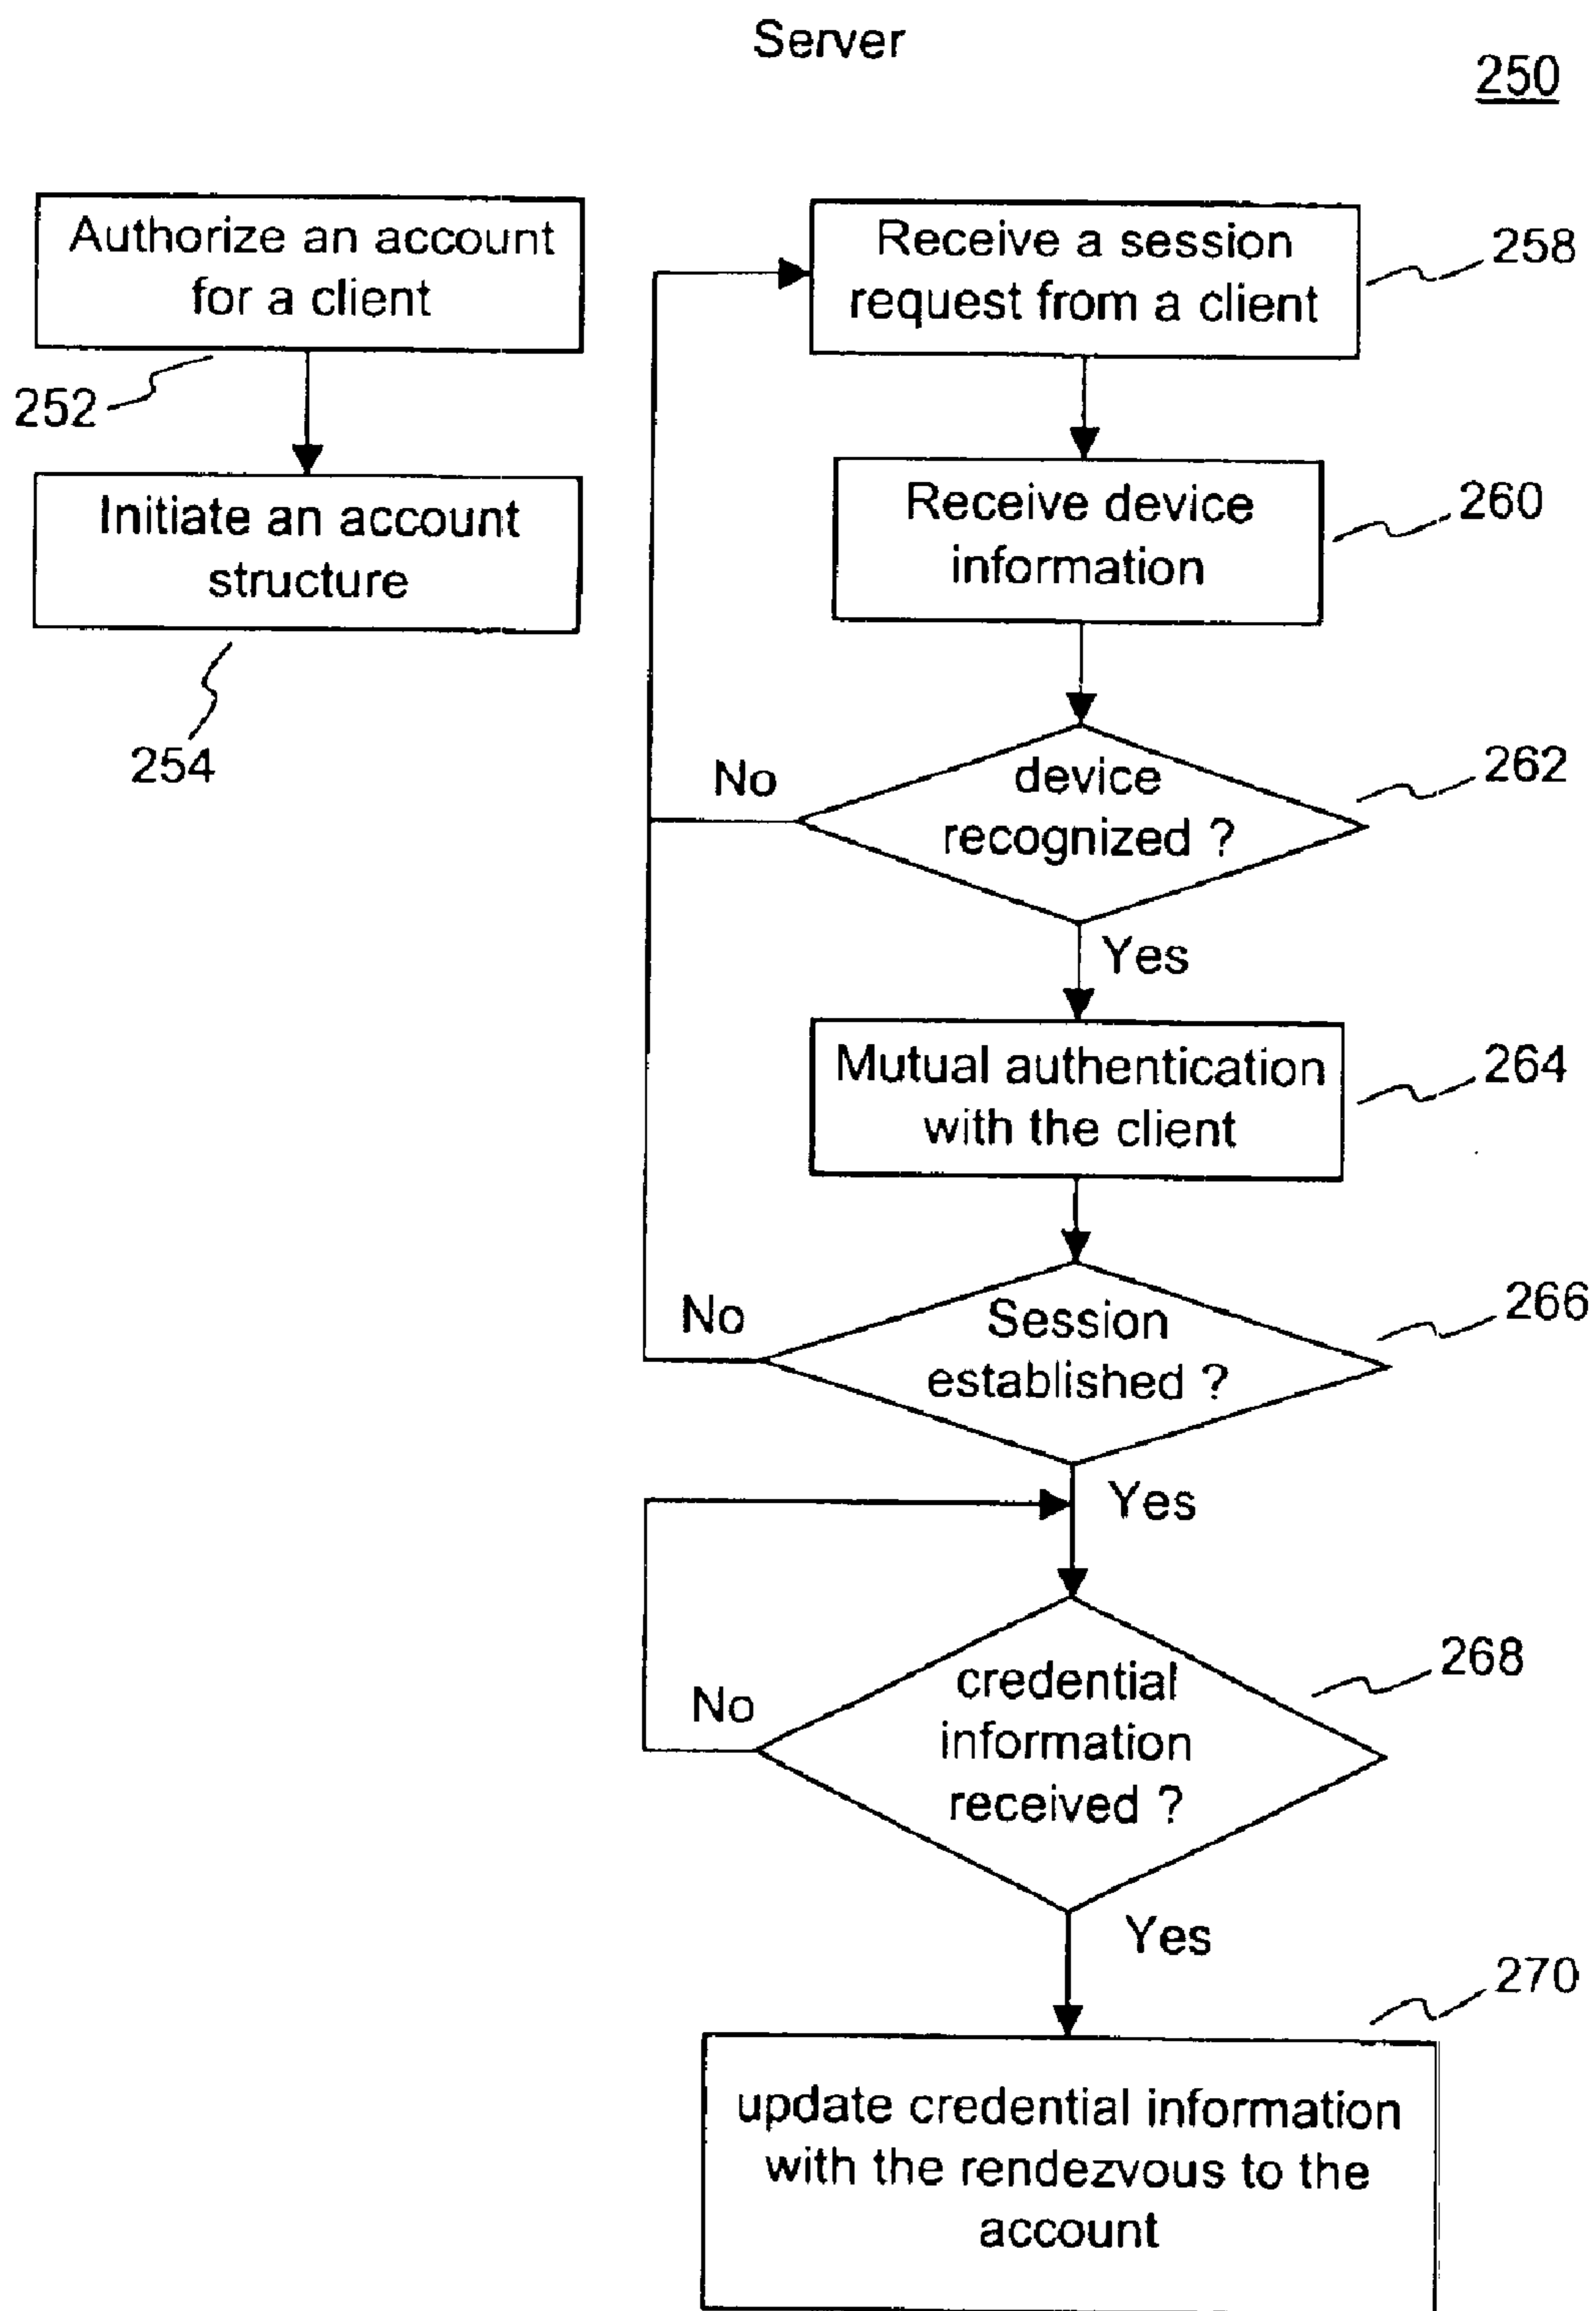 Server
250
Authorize an account
for a client
252
Initiate an account
structure
254
Receive a session
request from a client
258
Receive device
information
260
device
recognized ?
262
No
Yes
Mutual authentication
with the client
264
Session
established ?
266
No
Yes
credential
information
received ?
268
No
Yes
270
update credential information
with the rendezvous to the
account